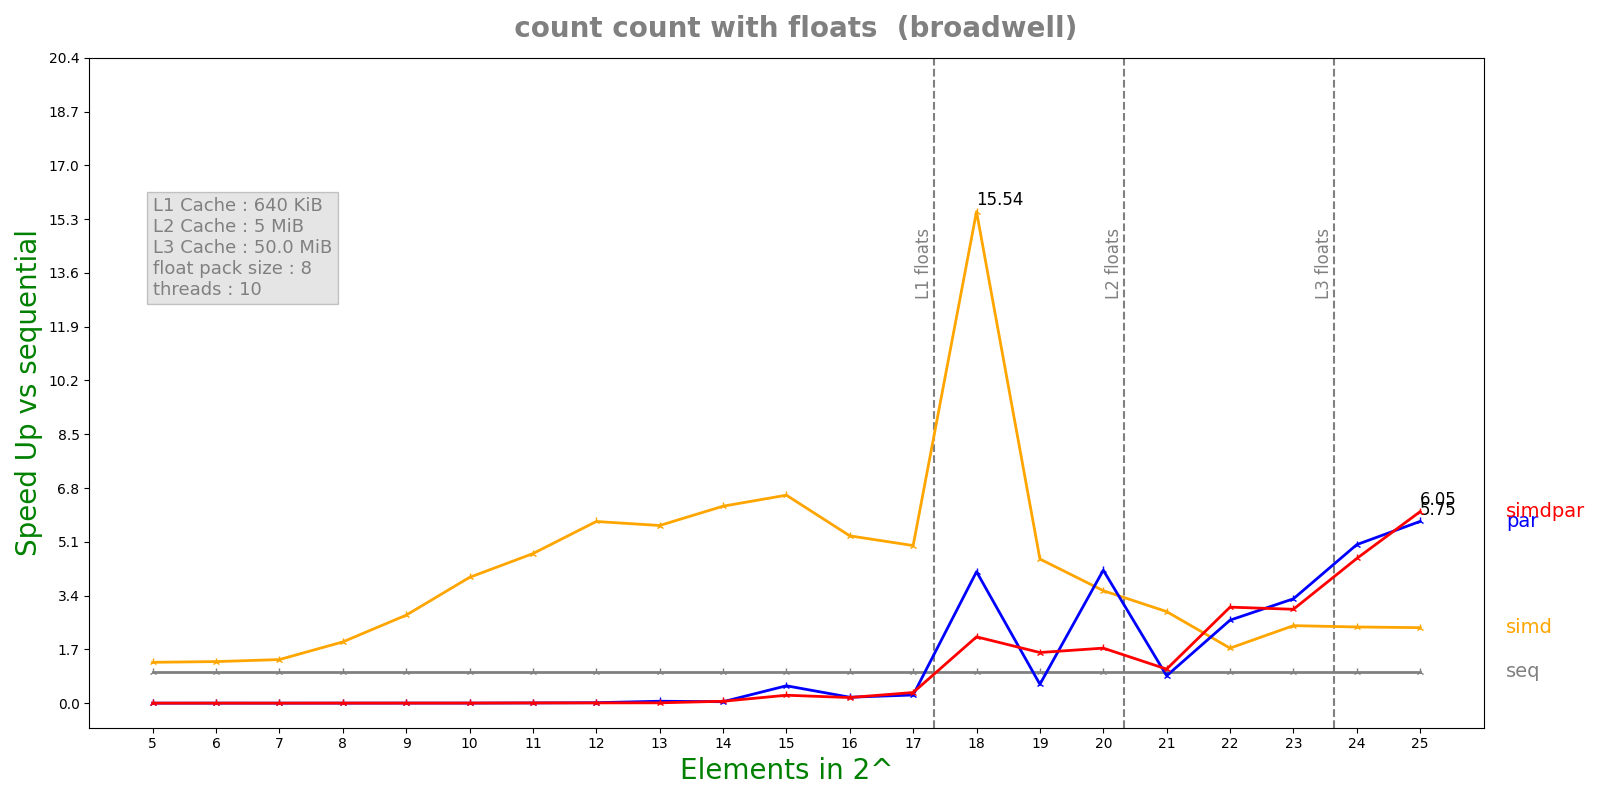 count count with floats (broadwell)
Speed Up vs sequential
20.4
18.7
17.0
15.3
13.6
11.9
10.2
8.5
6.8
5.1
3.4
1.7
0.0
L1 Cache : 640 KiB
L2 Cache : 5 MiB
L3 Cache : 50.0 MiB
float pack size : 8
threads : 10
L1 floats
L2 floats
L3 floats
15.54
6.05
5.75
simdpar
par
simd
seq
5 6 7 8 9 10 11 12 13 14 15 16 17 18 19 20 21 22 23 24 25
Elements in 2^